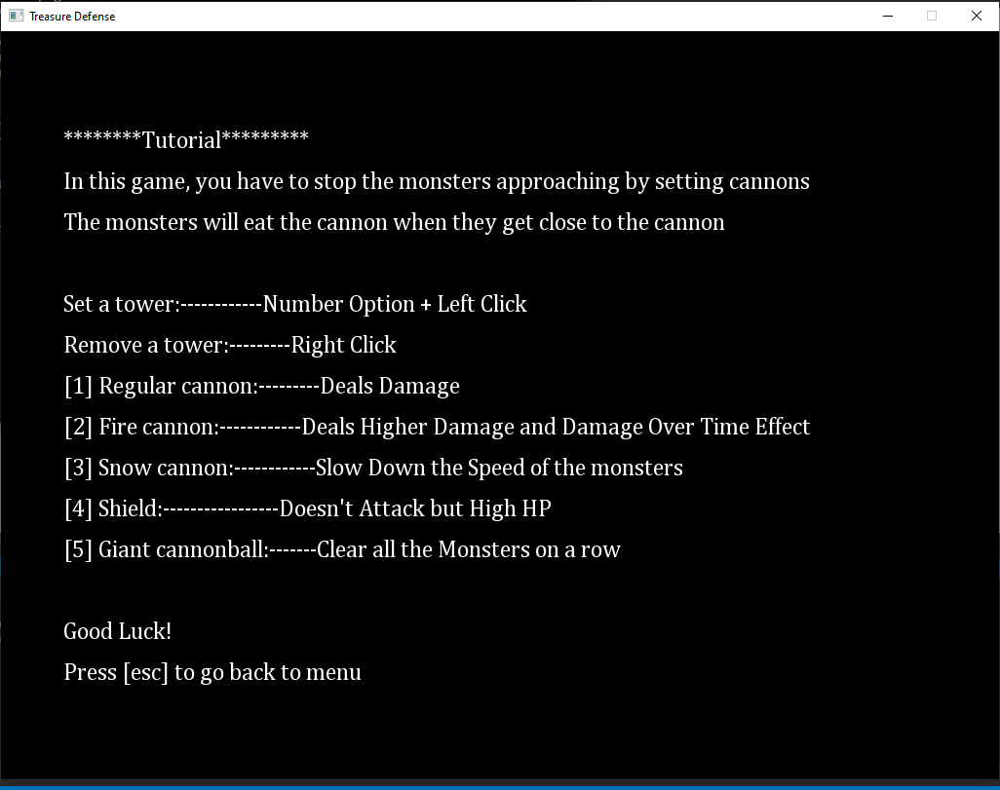 Treasure Defense
********Tutorial*********
In this game, you have to stop the monsters approaching by setting cannons
The monsters will eat the cannon when they get close to the cannon
Set a tower:------------Number Option + Left Click
Remove a tower:---------Right Click
[1] Regular cannon:---------Deals Damage
[2] Fire cannon:------------Deals Higher Damage and Damage Over Time Effect
[3] Snow cannon:------------Slow Down the Speed of the monsters
[4] Shield:-----------------Doesn't Attack but High HP
[5] Giant cannonball:-------Clear all the Monsters on a row
Good Luck!
Press [esc] to go back to menu